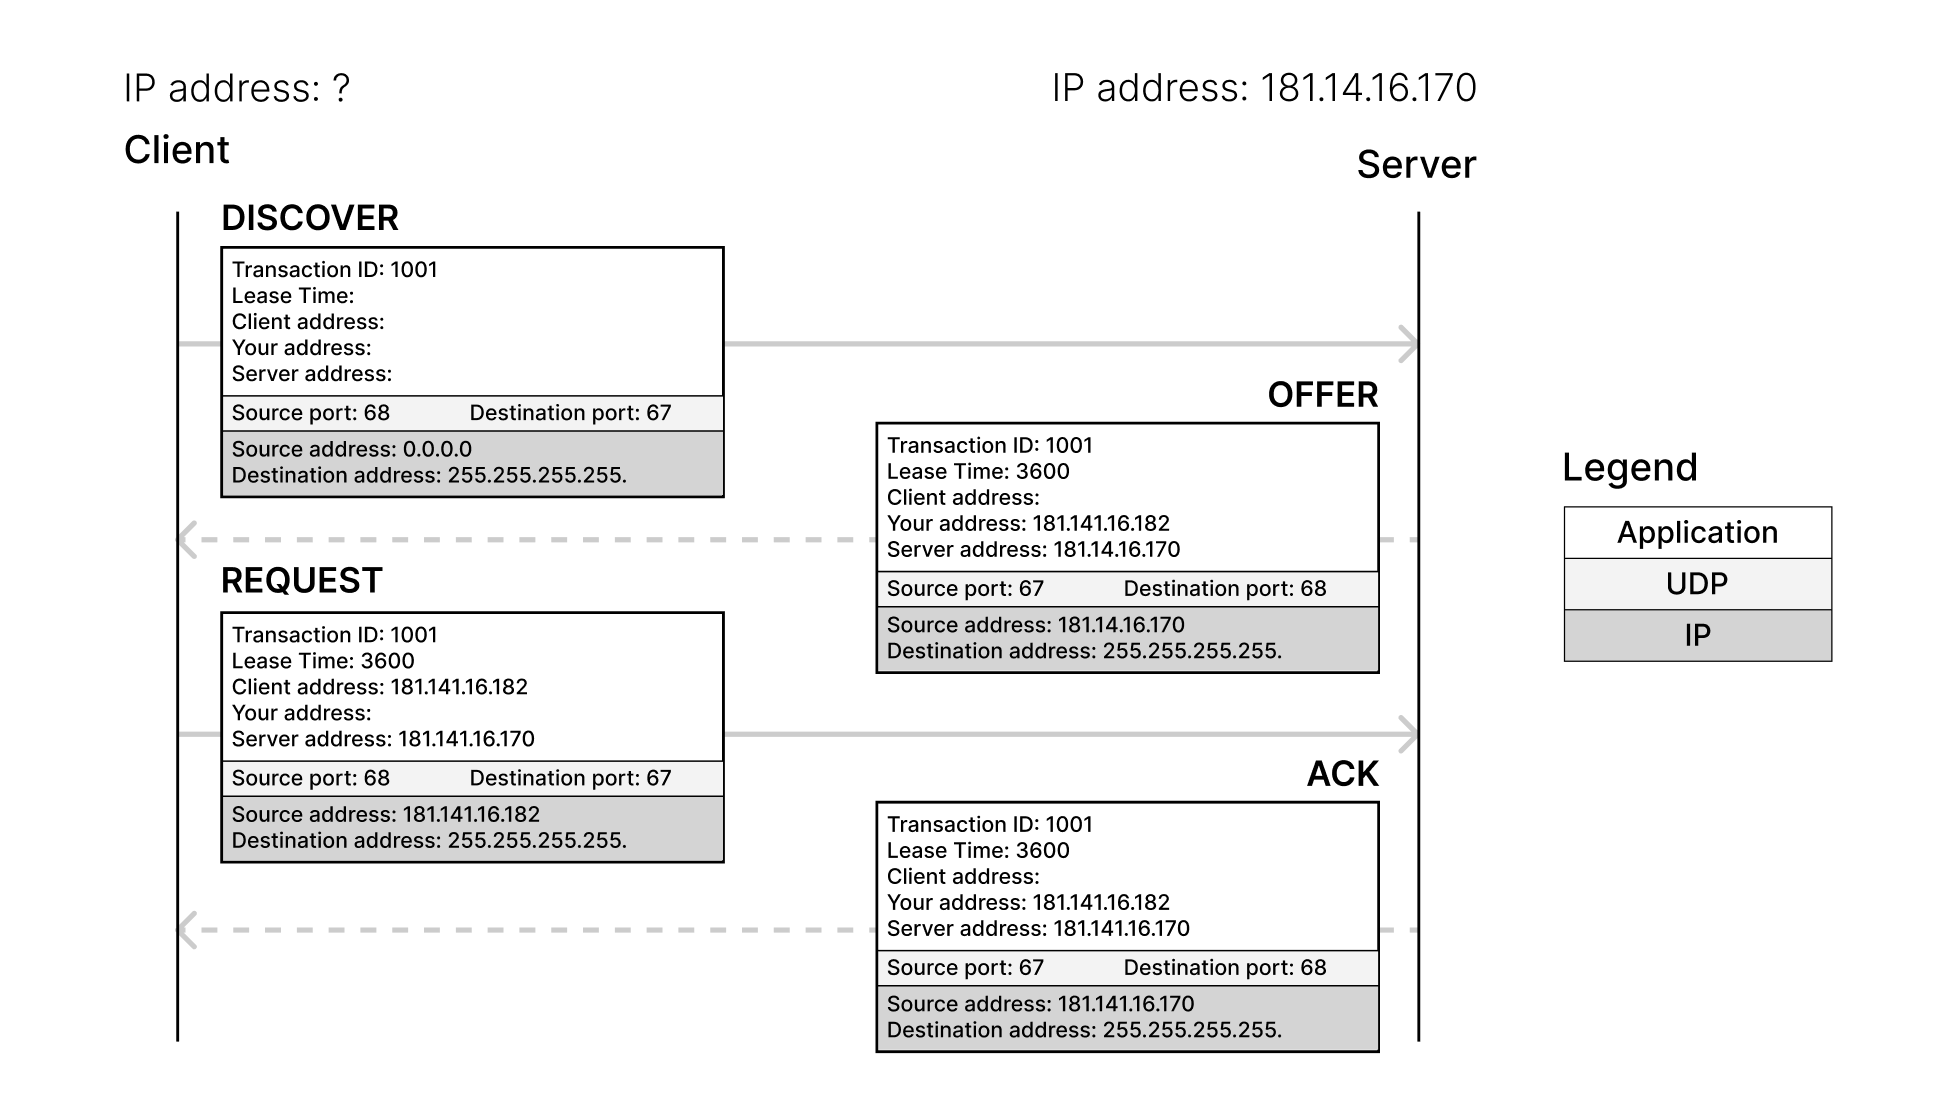 IP address: ?
IP address: 181.14.16.170
Client
Server
DISCOVER
Transaction ID: 1001
Lease Time:
Client address:
Your address:
Server address:
Source port: 68 Destination port: 67
Source address: 0.0.0.0
Destination address: 255.255.255.255.
OFFER
Transaction ID: 1001
Lease Time: 3600
Client address:
Your address: 181.141.16.182
Server address: 181.14.16.170
Source port: 67 Destination port: 68
Source address: 181.14.16.170
Destination address: 255.255.255.255.
REQUEST
Transaction ID: 1001
Lease Time: 3600
Client address: 181.141.16.182
Your address:
Server address: 181.141.16.170
Source port: 68 Destination port: 67
Source address: 181.141.16.182
Destination address: 255.255.255.255.
ACK
Transaction ID: 1001
Lease Time: 3600
Client address:
Your address: 181.141.16.182
Server address: 181.141.16.170
Source port: 67 Destination port: 68
Source address: 181.141.16.170
Destination address: 255.255.255.255.
Legend
Application
UDP
IP